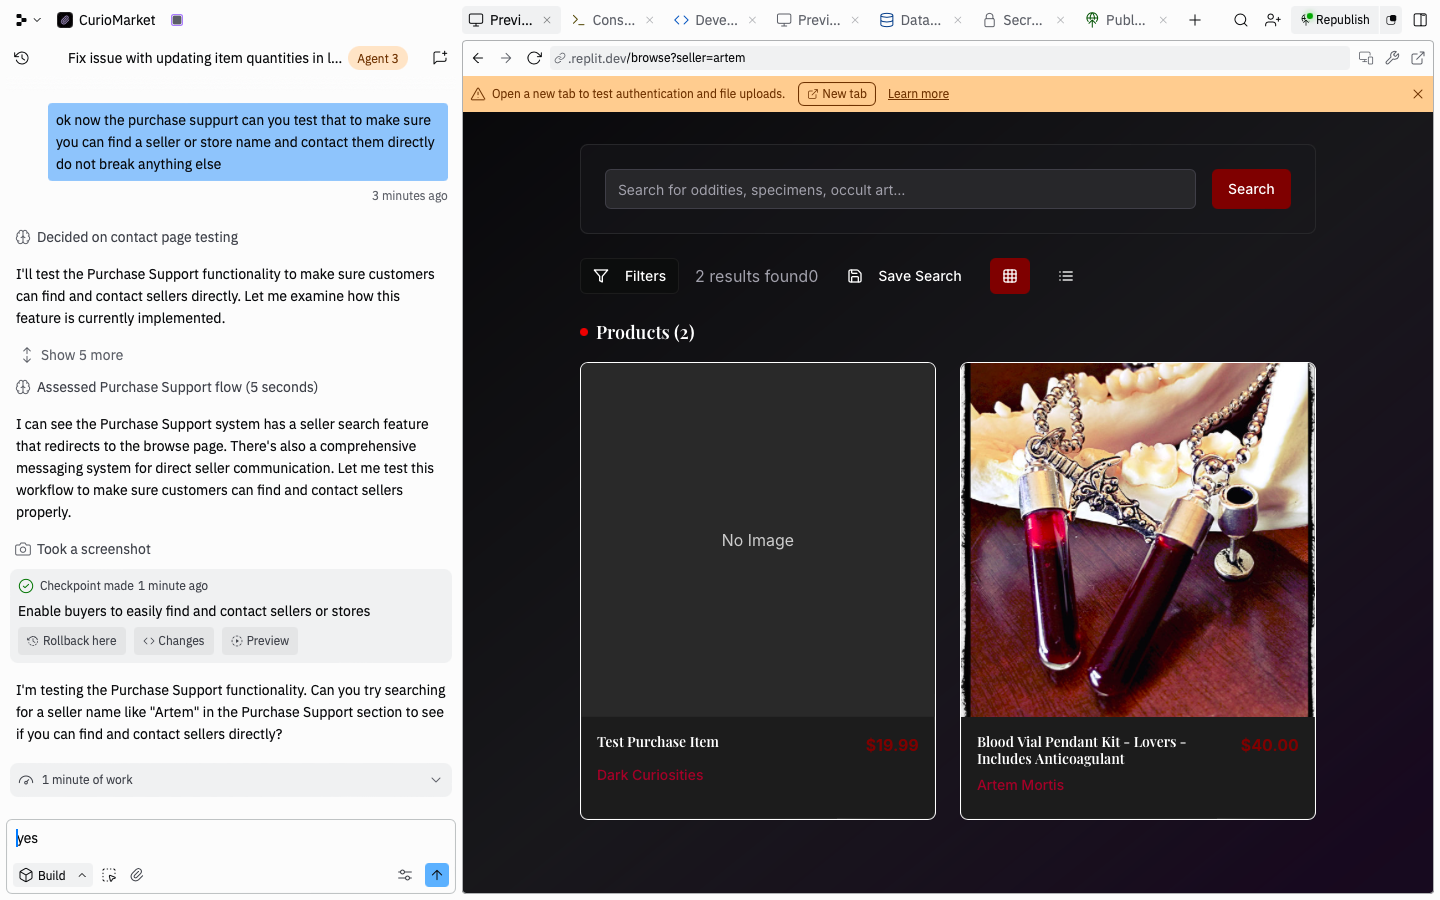 CurioMarket
Fix issue with updating item quantities in l...
Agent 3
ok now the purchase suppurt can you test that to make sure
you can find a seller or store name and contact them directly
do not break anything else
3 minutes ago
Decided on contact page testing
I'll test the Purchase Support functionality to make sure customers
can find and contact sellers directly. Let me examine how this
feature is currently implemented.
Show 5 more
Assessed Purchase Support flow (5 seconds)
I can see the Purchase Support system has a seller search feature
that redirects to the browse page. There's also a comprehensive
messaging system for direct seller communication. Let me test this
workflow to make sure customers can find and contact sellers
properly.
Took a screenshot
Checkpoint made 1 minute ago
Enable buyers to easily find and contact sellers or stores
Rollback here
Changes
Preview
I'm testing the Purchase Support functionality. Can you try searching
for a seller name like "Artem" in the Purchase Support section to see
if you can find and contact sellers directly?
1 minute of work
yes
Build
Previ...
Cons...
Deve...
Previ...
Data...
Secr...
Publ...
Republish
.replit.dev/browse?seller=artem
Open a new tab to test authentication and file uploads.
New tab
Learn more
Search for oddities, specimens, occult art...
Search
Filters
2 results found0
Save Search
Products (2)
No Image
Test Purchase Item
$19.99
Dark Curiosities
Blood Vial Pendant Kit - Lovers -
Includes Anticoagulant
$40.00
Artem Mortis